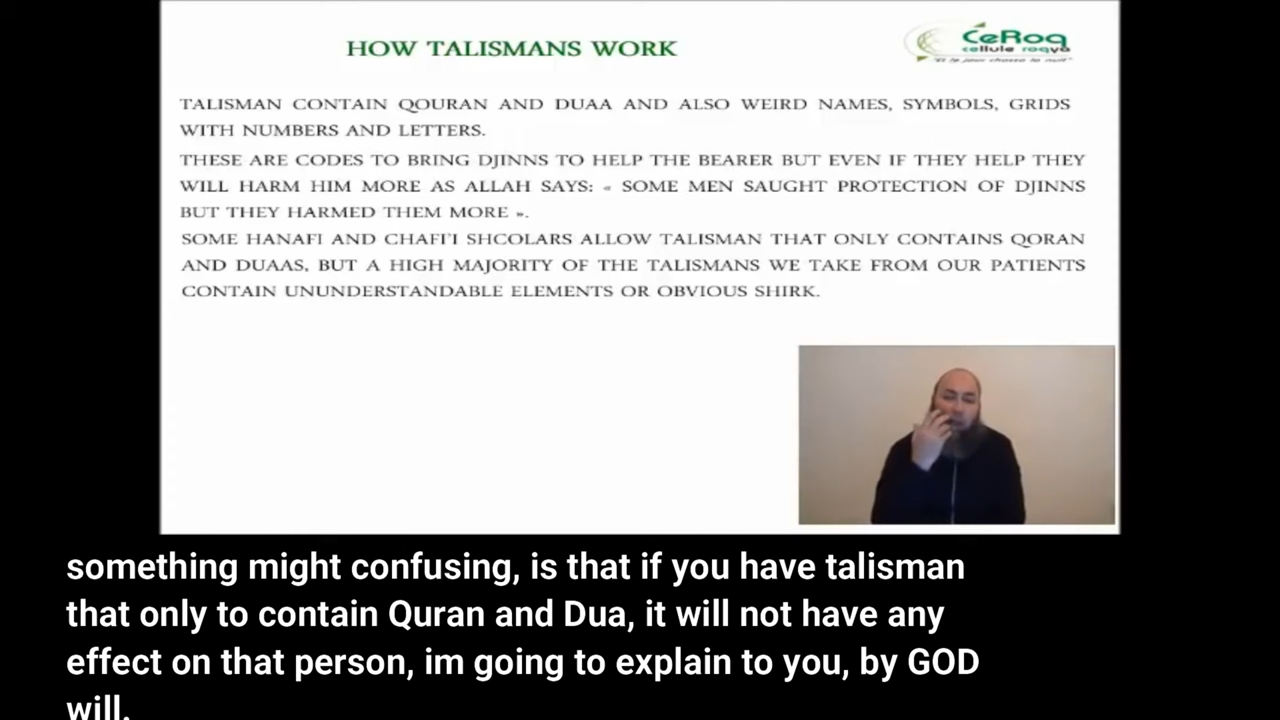 HOW TALISMANS WORK
CeRoq
cellule roqya
TALISMAN CONTAIN QOURAN AND DUAA AND ALSO WEIRD NAMES, SYMBOLS, GRIDS
WITH NUMBERS AND LETTERS.
THESE ARE CODES TO BRING DJINNS TO HELP THE BEARER BUT EVEN IF THEY HELP THEY
WILL HARM HIM MORE AS ALLAH SAYS: « SOME MEN SAUGHT PROTECTION OF DJINNS
BUT THEY HARMED THEM MORE ».
SOME HANAFI AND CHAFI'I SHCOLARS ALLOW TALISMAN THAT ONLY CONTAINS QORAN
AND DUAAS, BUT A HIGH MAJORITY OF THE TALISMANS WE TAKE FROM OUR PATIENTS
CONTAIN UNUNDERSTANDABLE ELEMENTS OR OBVIOUS SHIRK.
something might confusing, is that if you have talisman
that only to contain Quran and Dua, it will not have any
effect on that person, im going to explain to you, by GOD
will.